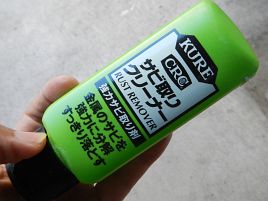 KURE
CRC
サビ取り
クリーナー
RUST REMOVER
強力サビ取り剤
金属のサビを
強力に分解
すっきり落とす